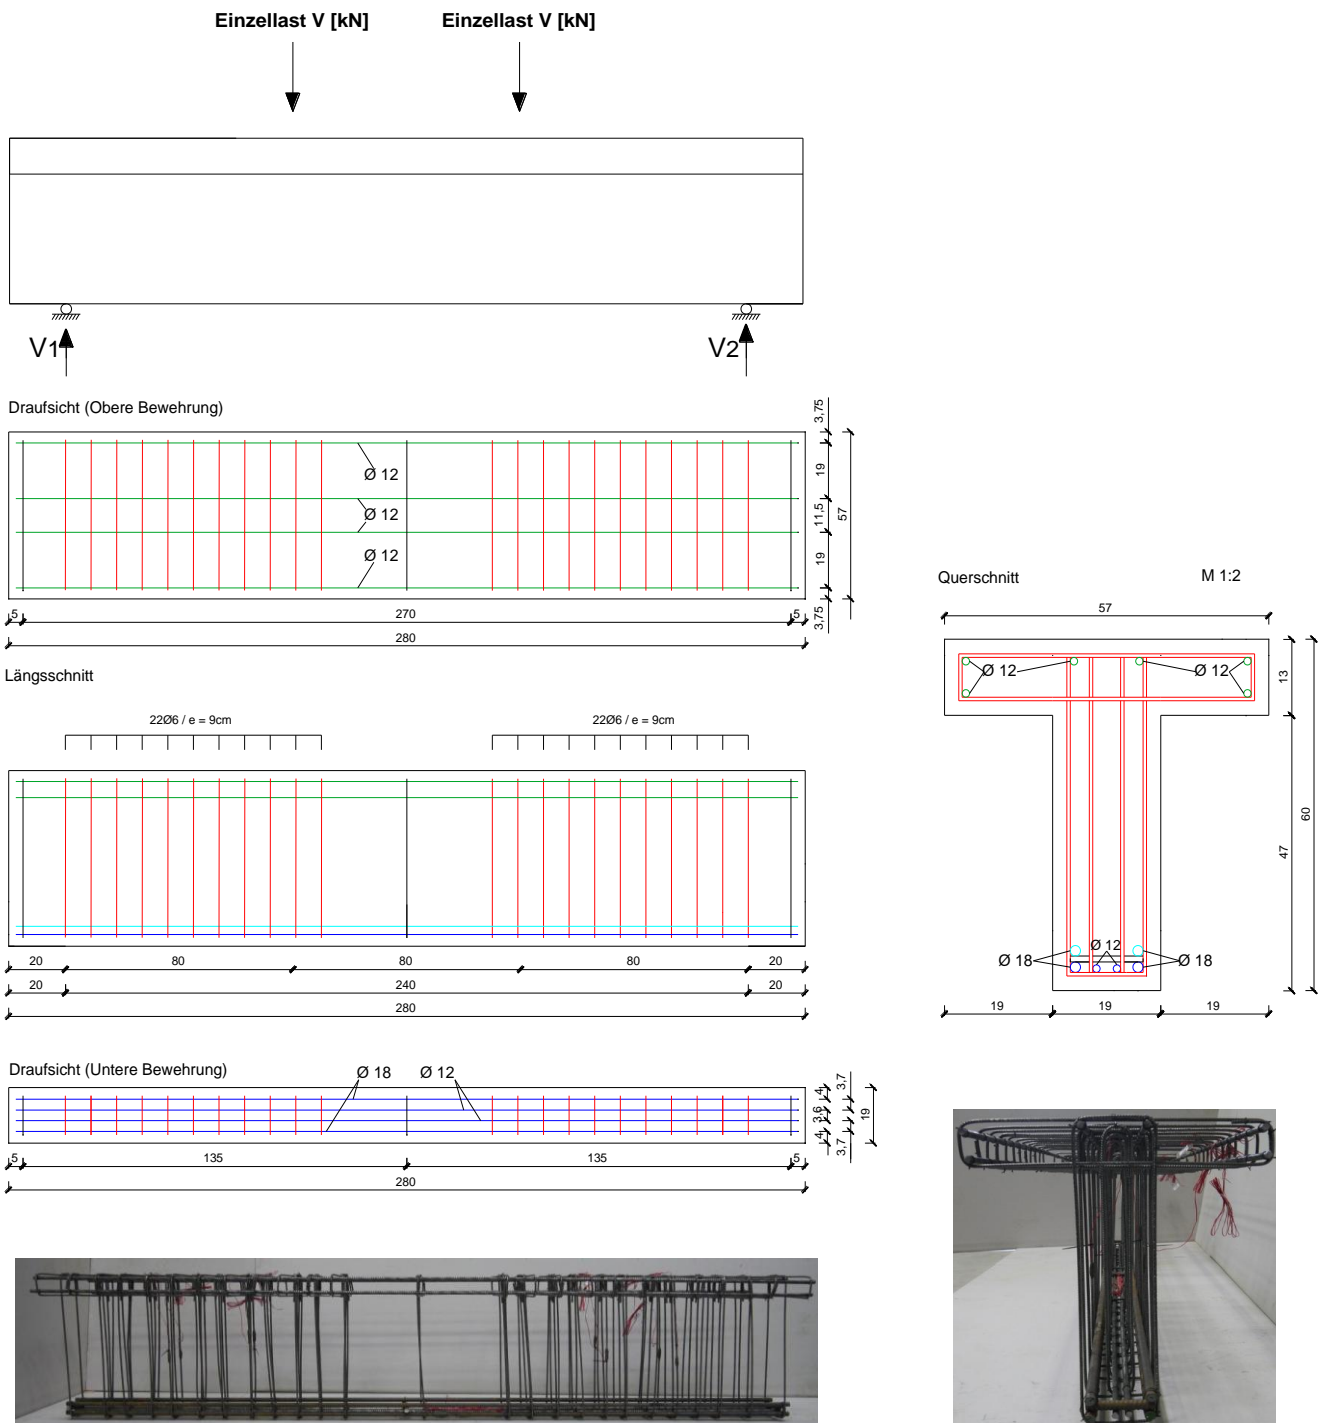 Einzellast V [kN] Einzellast V [kN]
V1 V2
Draufsicht (Obere Bewehrung)
3,75
19
11,5
57
19
3,75
Ø 12
Ø 12
Ø 12
5 270 5
280
Längsschnitt
22Ø6 / e = 9cm 22Ø6 / e = 9cm
20 80 80 80 20
20 240 20
280
Draufsicht (Untere Bewehrung)
Ø 18 Ø 12
4 3,7
3,6
19
4 3,7
5 135 135 5
280
Querschnitt M 1:2
57
Ø 12 Ø 12
13
60
47
Ø 12
Ø 18 Ø 18
19 19 19